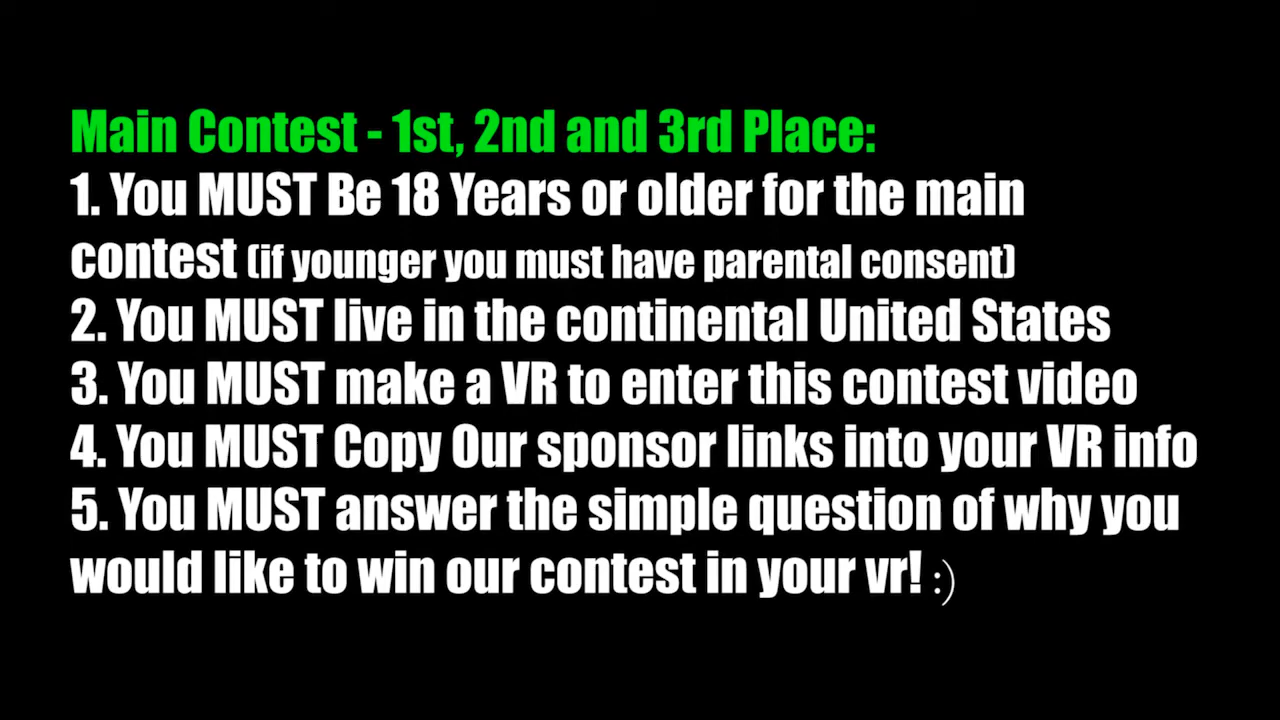 Main Contest - 1st, 2nd and 3rd Place:
1. You MUST Be 18 Years or older for the main
contest (if younger you must have parental consent)
2. You MUST live in the continental United States
3. You MUST make a VR to enter this contest video
4. You MUST Copy Our sponsor links into your VR info
5. You MUST answer the simple question of why you
would like to win our contest in your vr! :)